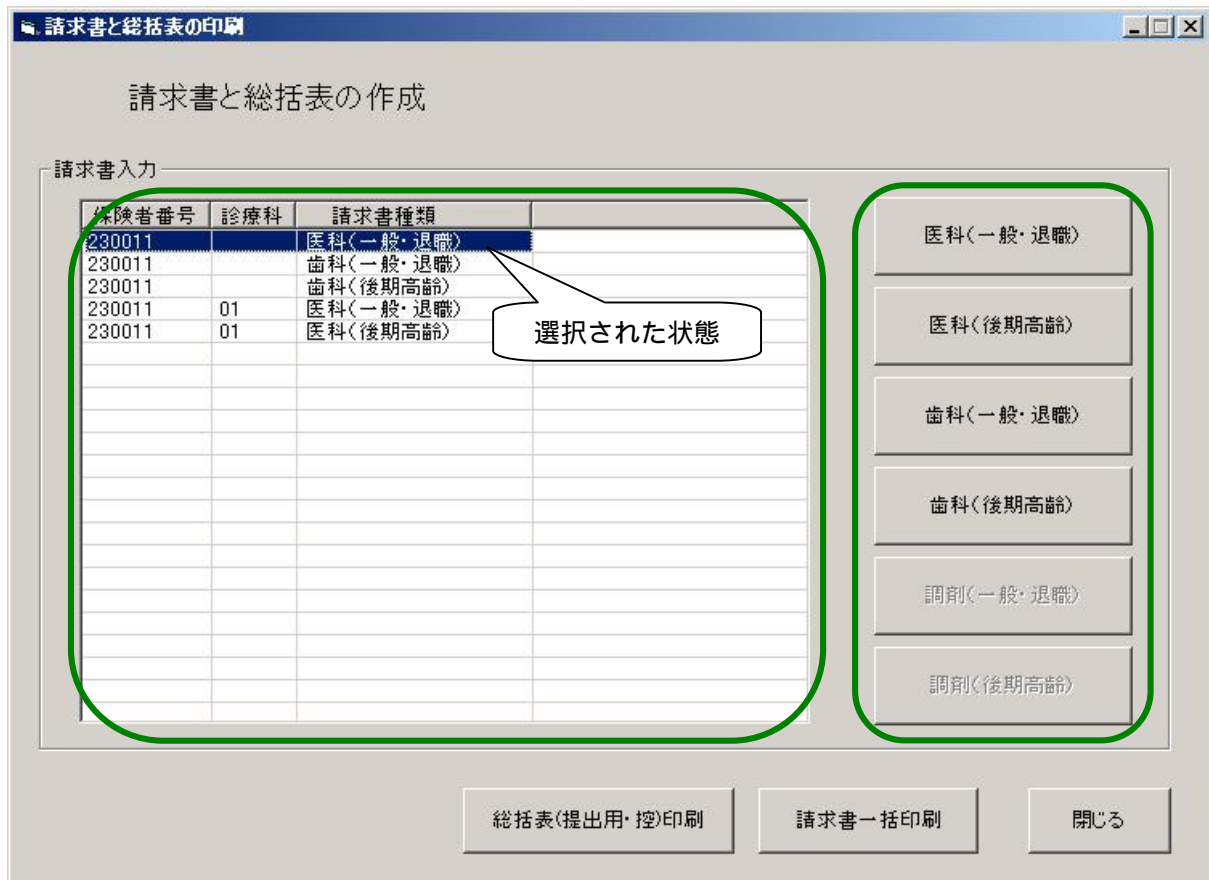 請求書と総括表の印刷
請求書と総括表の作成
請求書入力
保険者番号 診療科 請求書種類
230011 医科(一般・退職)
230011 歯科(一般・退職)
230011 歯科(後期高齢)
230011 01 医科(一般・退職)
230011 01 医科(後期高齢)
選択された状態
医科(一般・退職)
医科(後期高齢)
歯科(一般・退職)
歯科(後期高齢)
調剤(一般・退職)
調剤(後期高齢)
総括表(提出用・控)印刷 請求書一括印刷 閉じる